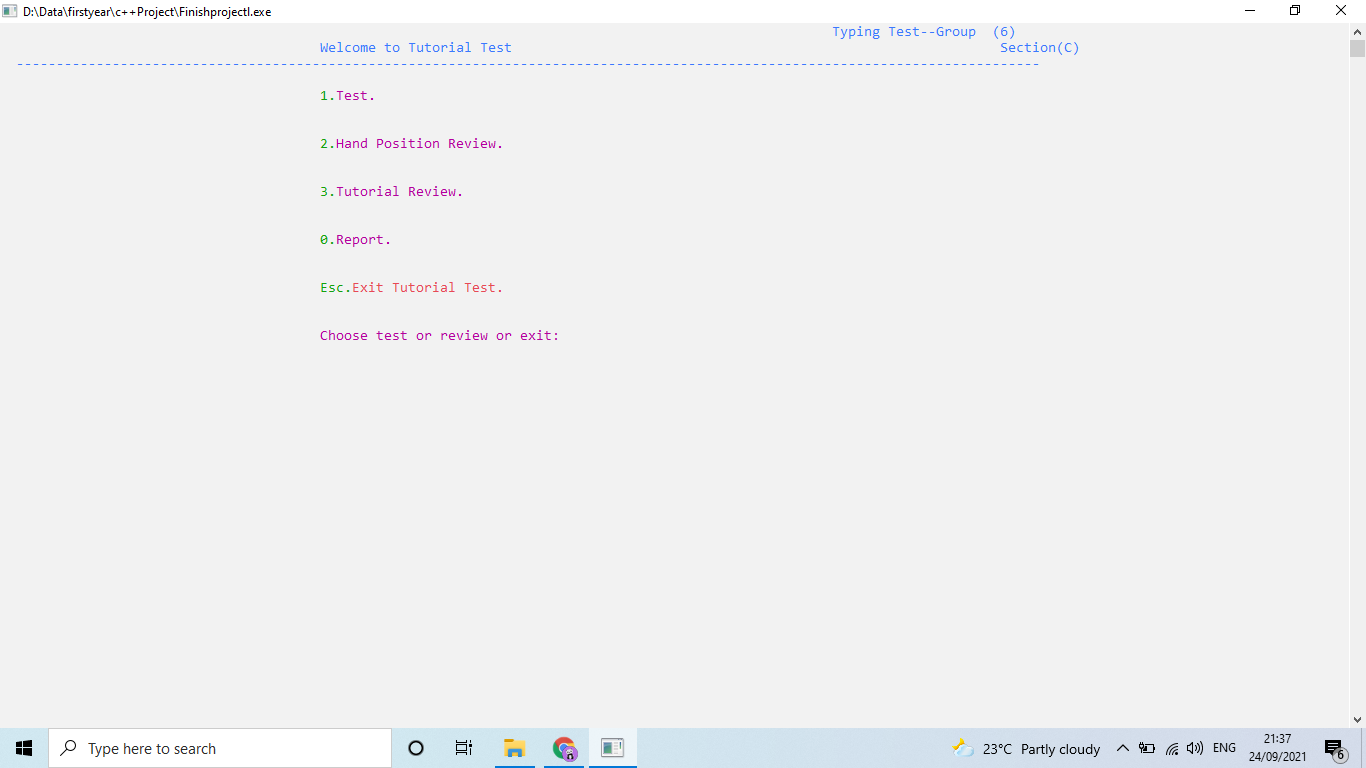 D:\Data\firstyear\c++Project\Finishprojectl.exe
Typing Test--Group (6)
Welcome to Tutorial Test Section(C)
--------------------------------------------------------------------------------------------------------------------------------
1.Test.
2.Hand Position Review.
3.Tutorial Review.
0.Report.
Esc.Exit Tutorial Test.
Choose test or review or exit:
Type here to search 23°C Partly cloudy ENG 21:37
24/09/2021 6